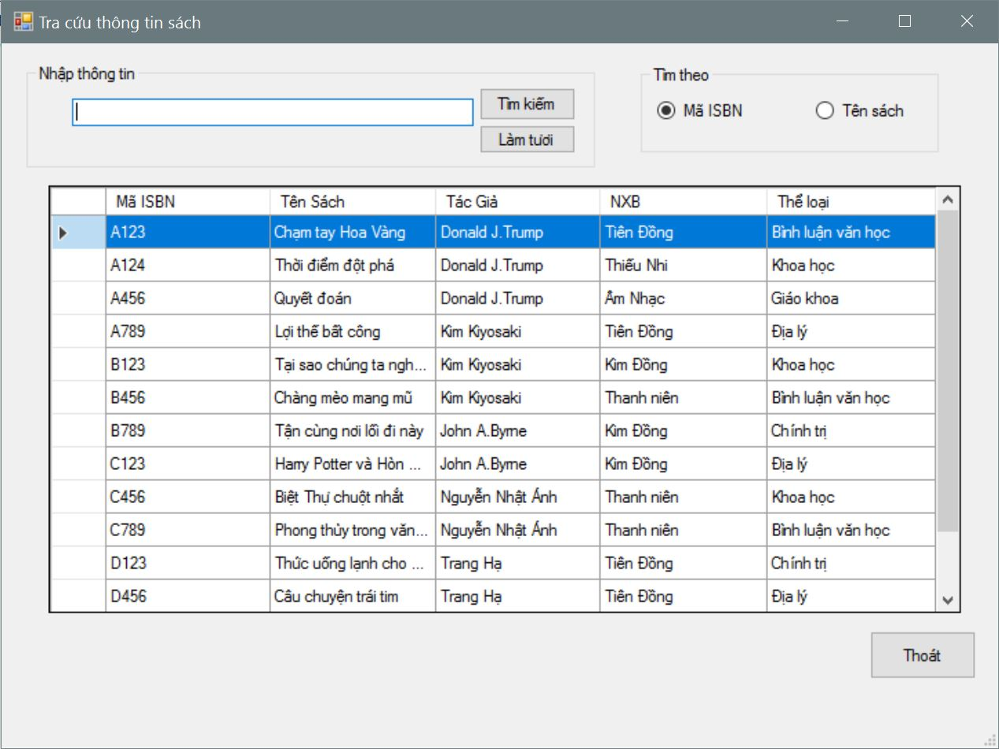 Tra cứu thông tin sách
Nhập thông tin
Tìm kiếm
Làm tươi
Tìm theo
Mã ISBN Tên sách
Mã ISBN Tên Sách Tác Giả NXB Thể loại
A123 Chạm tay Hoa Vàng Donald J.Trump Tiên Đồng Bình luận văn học
A124 Thời điểm đột phá Donald J.Trump Thiếu Nhi Khoa học
A456 Quyết đoán Donald J.Trump Âm Nhạc Giáo khoa
A789 Lợi thế bất công Kim Kiyosaki Tiên Đồng Địa lý
B123 Tại sao chúng ta ngh... Kim Kiyosaki Kim Đồng Khoa học
B456 Chàng mèo mang mũ Kim Kiyosaki Thanh niên Bình luận văn học
B789 Tận cùng nơi lối đi này John A.Byrne Kim Đồng Chính trị
C123 Harry Potter và Hòn ... John A.Byrne Kim Đồng Địa lý
C456 Biệt Thự chuột nhắt Nguyễn Nhật Ánh Thanh niên Khoa học
C789 Phong thủy trong văn... Nguyễn Nhật Ánh Thanh niên Bình luận văn học
D123 Thức uống lạnh cho ... Trang Hạ Tiên Đồng Chính trị
D456 Câu chuyện trái tim Trang Hạ Tiên Đồng Địa lý
Thoát